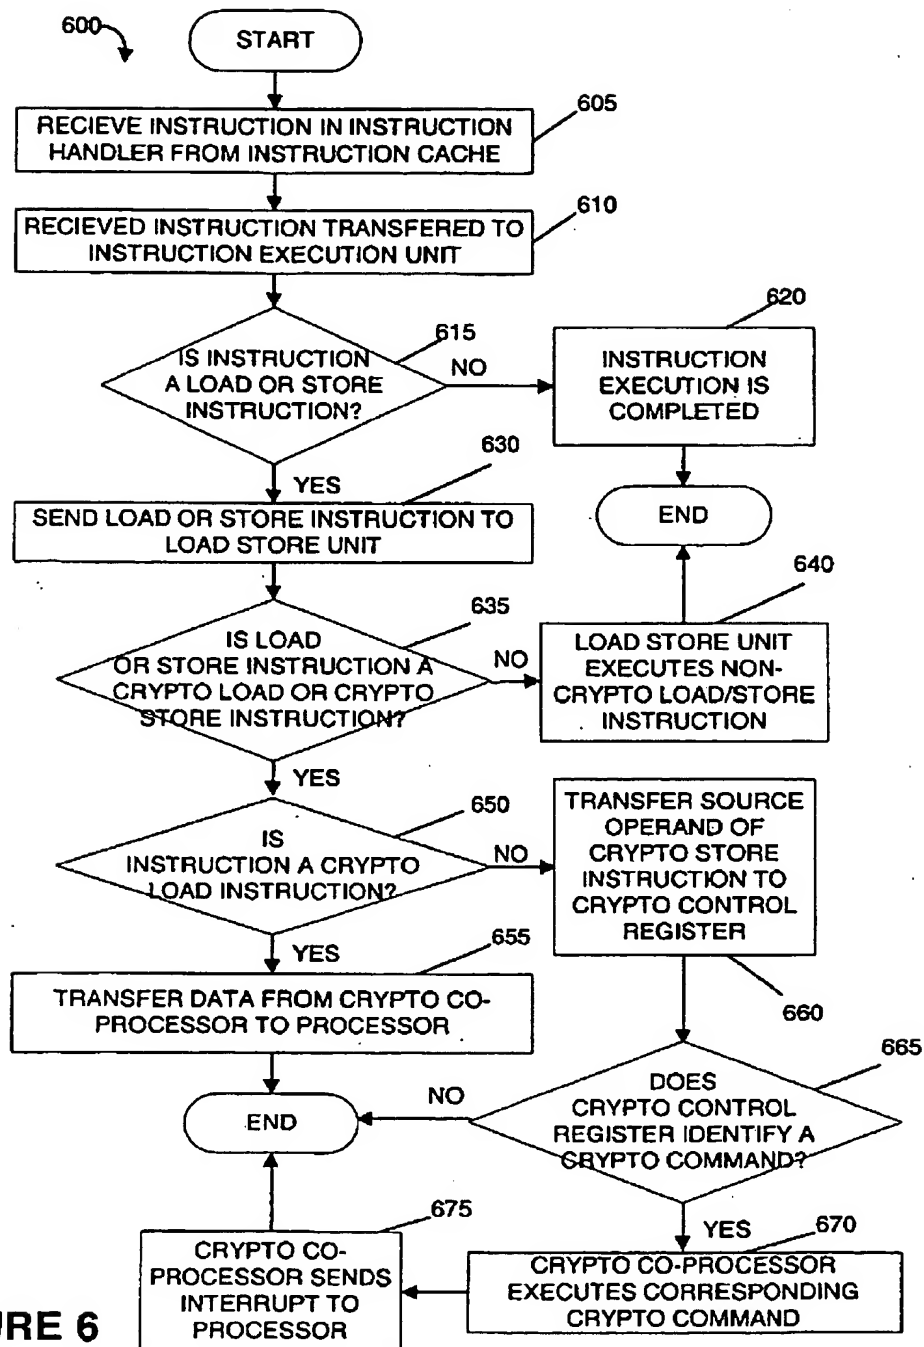 600
START
605
RECIEVE INSTRUCTION IN INSTRUCTION
HANDLER FROM INSTRUCTION CACHE
610
RECIEVED INSTRUCTION TRANSFERED TO
INSTRUCTION EXECUTION UNIT
615
IS INSTRUCTION
A LOAD OR STORE
INSTRUCTION?
NO
620
INSTRUCTION
EXECUTION IS
COMPLETED
END
YES
630
SEND LOAD OR STORE INSTRUCTION TO
LOAD STORE UNIT
635
IS LOAD
OR STORE INSTRUCTION A
CRYPTO LOAD OR CRYPTO
STORE INSTRUCTION?
NO
640
LOAD STORE UNIT
EXECUTES NON-
CRYPTO LOAD/STORE
INSTRUCTION
YES
650
IS
INSTRUCTION A CRYPTO
LOAD INSTRUCTION?
NO
TRANSFER SOURCE
OPERAND OF
CRYPTO STORE
INSTRUCTION TO
CRYPTO CONTROL
REGISTER
660
YES
655
TRANSFER DATA FROM CRYPTO CO-
PROCESSOR TO PROCESSOR
END
665
DOES
CRYPTO CONTROL
REGISTER IDENTIFY A
CRYPTO COMMAND?
NO
YES
670
CRYPTO CO-PROCESSOR
EXECUTES CORRESPONDING
CRYPTO COMMAND
675
CRYPTO CO-
PROCESSOR SENDS
INTERRUPT TO
PROCESSOR
URE 6